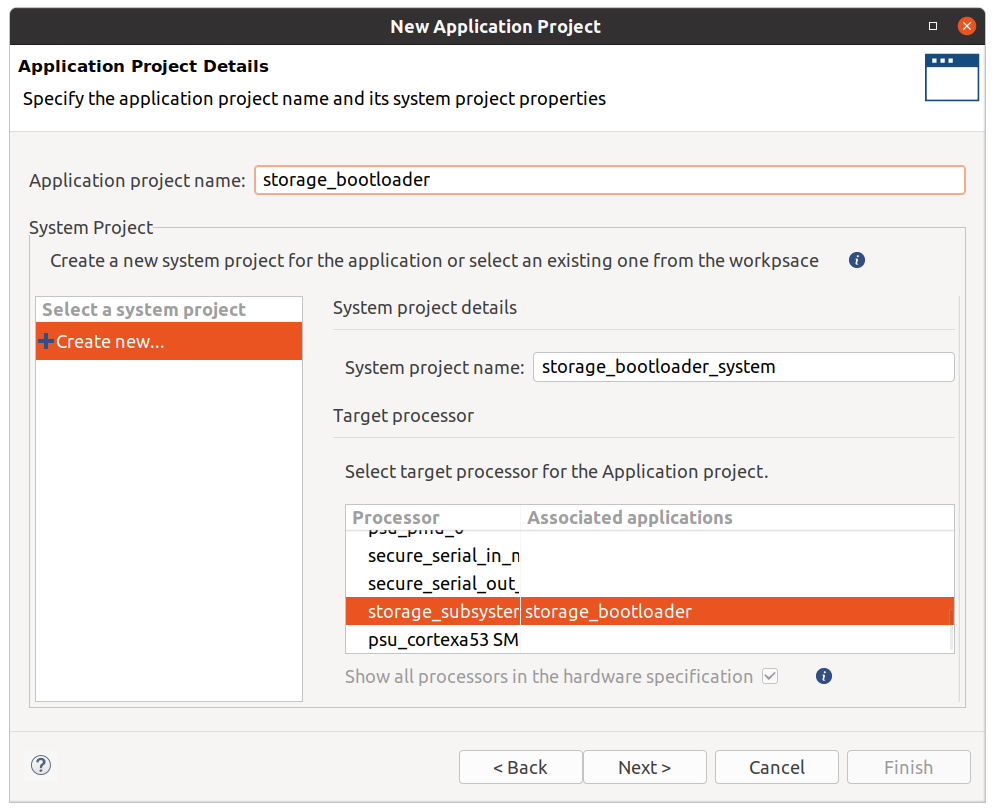 New Application Project
Application Project Details
Specify the application project name and its system project properties
Application project name: storage_bootloader
System Project
Create a new system project for the application or select an existing one from the workpsace
Select a system project
Create new...
System project details
System project name: storage_bootloader_system
Target processor
Select target processor for the Application project.
Processor Associated applications
secure_serial_in_n
secure_serial_out_
storage_subsyster storage_bootloader
psu_cortexa53 SM
Show all processors in the hardware specification
< Back Next > Cancel Finish